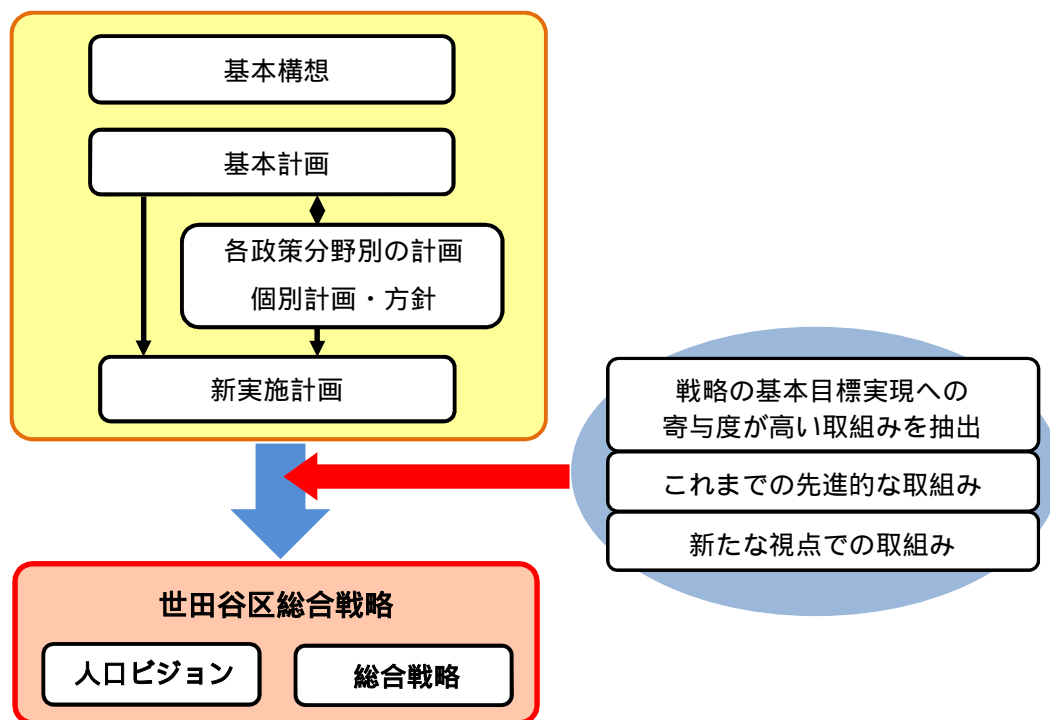 基本構想
基本計画
各政策分野別の計画
個別計画・方針
新実施計画
戦略の基本目標実現への
寄与度が高い取組みを抽出
これまでの先進的な取組み
新たな視点での取組み
世田谷区総合戦略
人口ビジョン
総合戦略